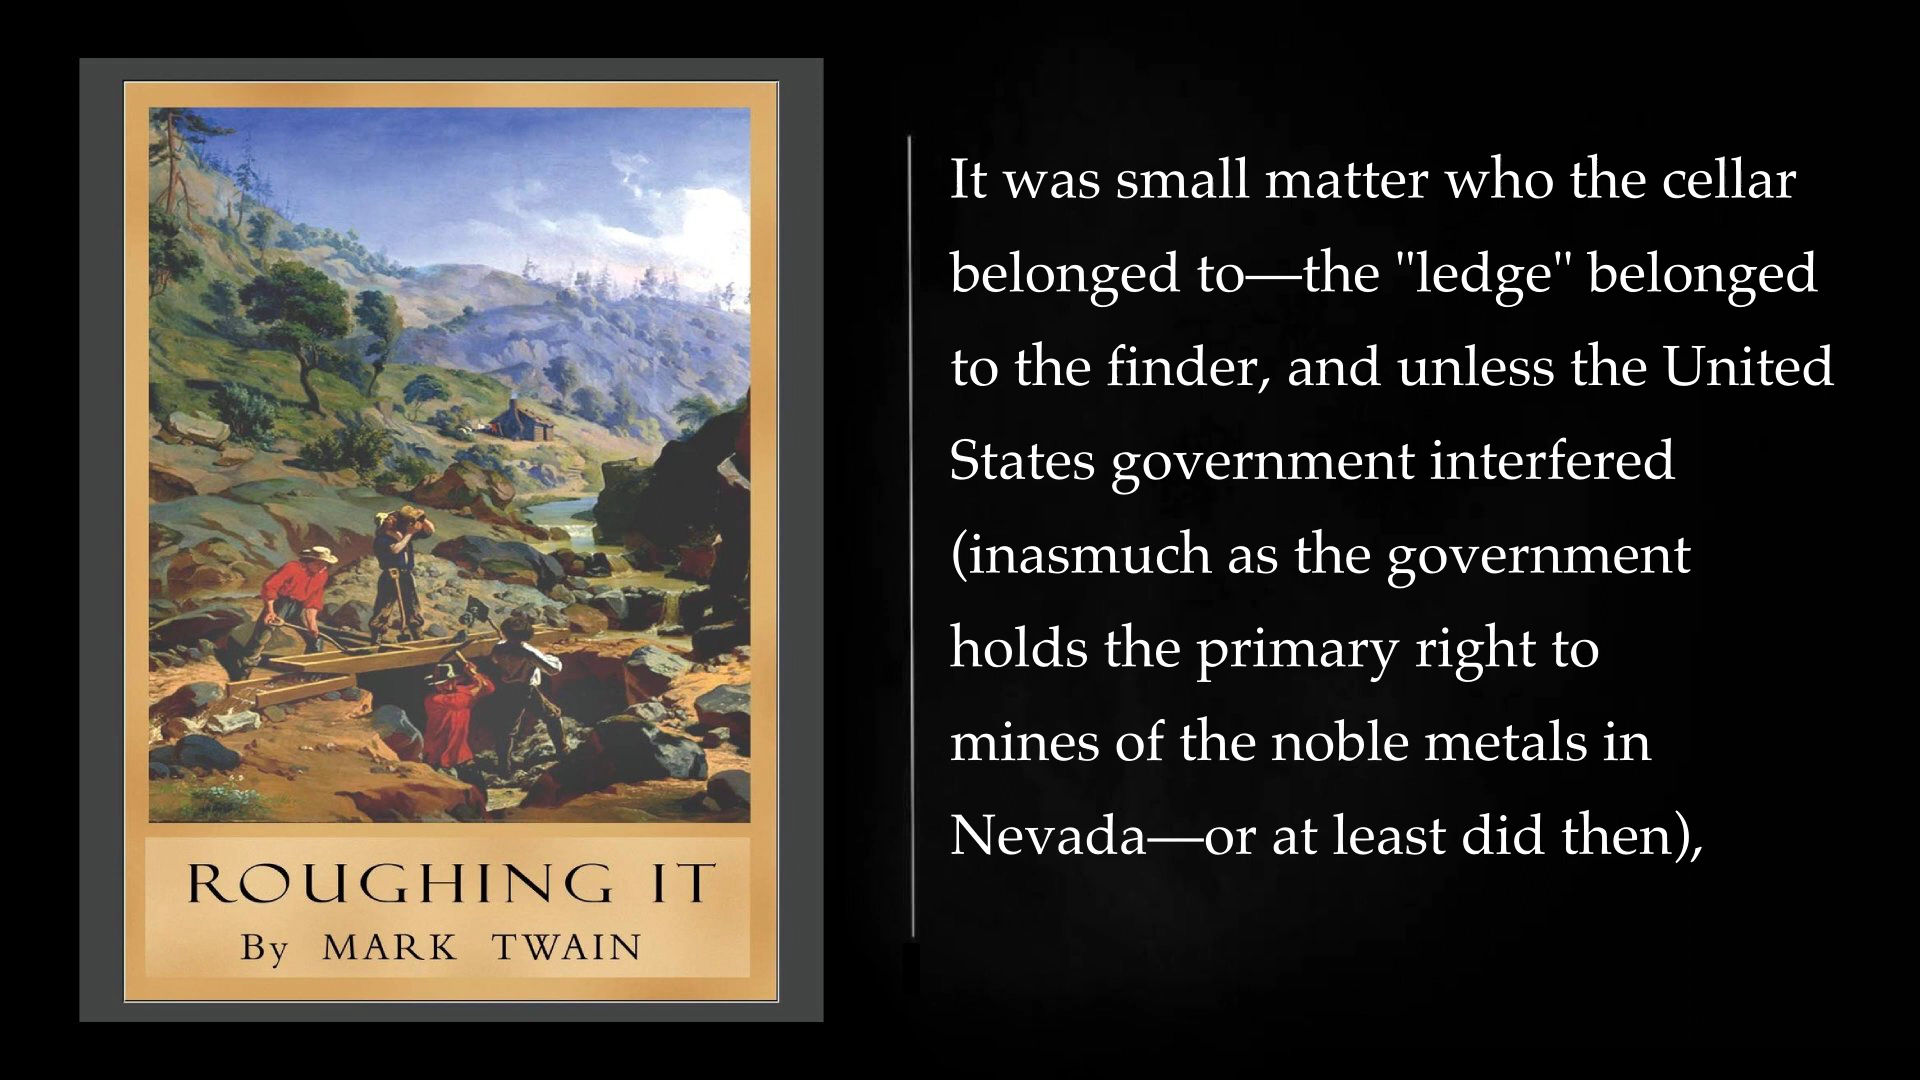 ROUGHING IT
By MARK TWAIN
It was small matter who the cellar
belonged to—the "ledge" belonged
to the finder, and unless the United
States government interfered
(inasmuch as the government
holds the primary right to
mines of the noble metals in
Nevada—or at least did then),